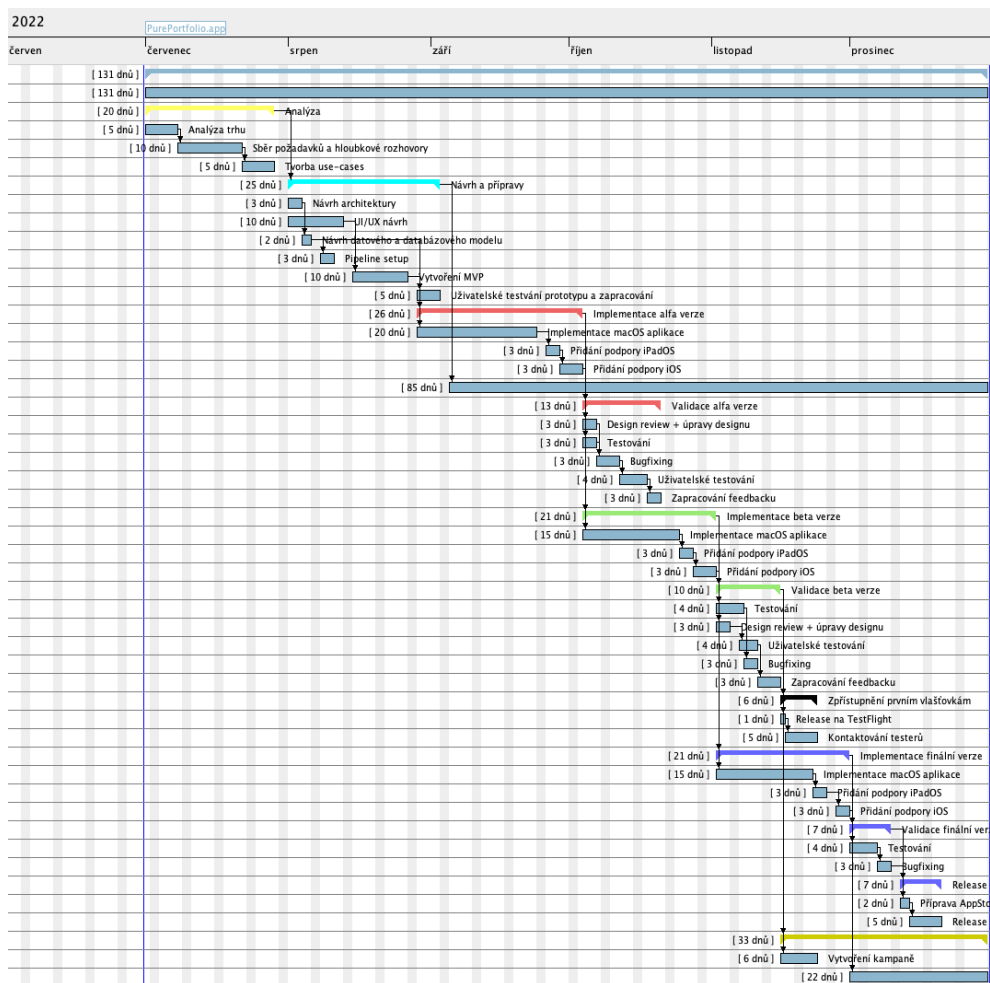 2022
PurePortfolio.app
červen
červenec
srpen
září
říjen
listopad
prosinec
[ 131 dnů ]
[ 131 dnů ]
[ 20 dnů ] Analýza
[ 5 dnů ] Analýza trhu
[ 10 dnů ] Sběr požadavků a hloubkové rozhovory
[ 5 dnů ] Tvorba use-cases
[ 25 dnů ] Návrh a přípravy
[ 3 dnů ] Návrh architektury
[ 10 dnů ] UI/UX návrh
[ 2 dnů ] Návrh datového a databázového modelu
[ 3 dnů ] Pipeline setup
[ 10 dnů ] Vytvoření MVP
[ 5 dnů ] Uživatelské testvání prototypu a zapracování
[ 26 dnů ] Implementace alfa verze
[ 20 dnů ] Implementace macOS aplikace
[ 3 dnů ] Přidání podpory iPadOS
[ 3 dnů ] Přidání podpory iOS
[ 85 dnů ]
[ 13 dnů ] Validace alfa verze
[ 3 dnů ] Design review + úpravy designu
[ 3 dnů ] Testování
[ 3 dnů ] Bugfixing
[ 4 dnů ] Uživatelské testování
[ 3 dnů ] Zapracování feedbacku
[ 21 dnů ] Implementace beta verze
[ 15 dnů ] Implementace macOS aplikace
[ 3 dnů ] Přidání podpory iPadOS
[ 3 dnů ] Přidání podpory iOS
[ 10 dnů ] Validace beta verze
[ 4 dnů ] Testování
[ 3 dnů ] Design review + úpravy designu
[ 4 dnů ] Uživatelské testování
[ 3 dnů ] Bugfixing
[ 3 dnů ] Zapracování feedbacku
[ 6 dnů ] Zpřístupnění prvním vlašťovkám
[ 1 dnů ] Release na TestFlight
[ 5 dnů ] Kontaktování testerů
[ 21 dnů ] Implementace finální verze
[ 15 dnů ] Implementace macOS aplikace
[ 3 dnů ] Přidání podpory iPadOS
[ 3 dnů ] Přidání podpory iOS
[ 7 dnů ] Validace finální ver
[ 4 dnů ] Testování
[ 3 dnů ] Bugfixing
[ 7 dnů ] Release
[ 2 dnů ] Příprava AppSto
[ 5 dnů ] Release
[ 33 dnů ]
[ 6 dnů ] Vytvoření kampaně
[ 22 dnů ]